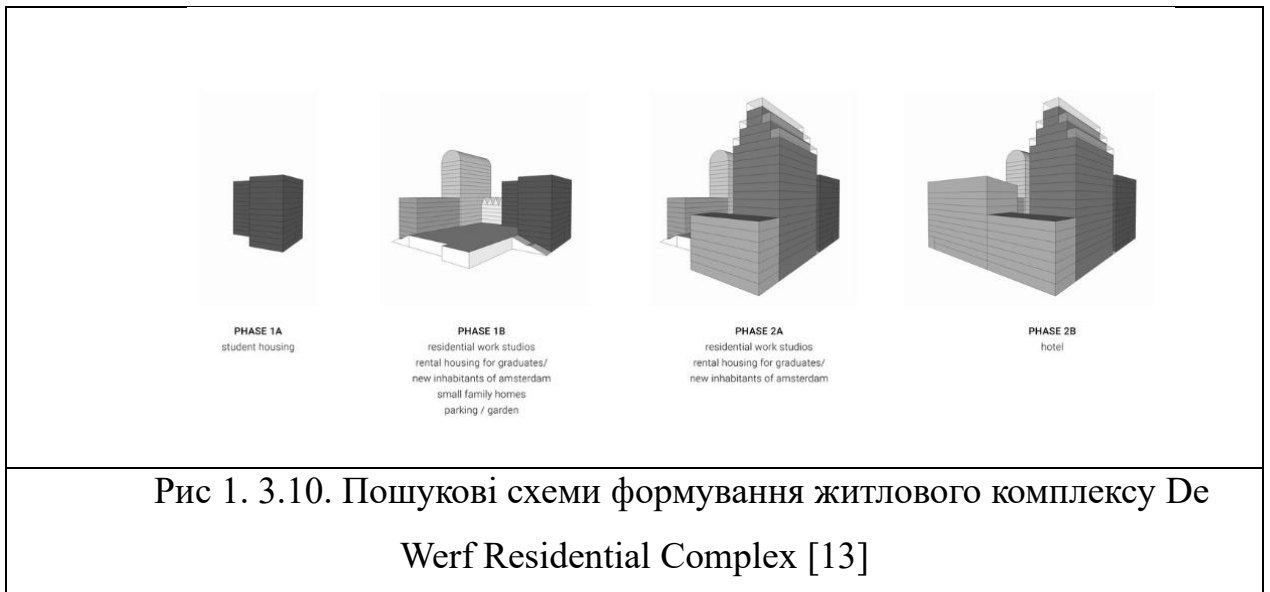 PHASE 1A
student housing
PHASE 1B
residential work studios
rental housing for graduates/
new inhabitants of amsterdam
small family homes
parking / garden
PHASE 2A
residential work studios
rental housing for graduates/
new inhabitants of amsterdam
PHASE 2B
hotel
Рис 1. 3.10. Пошукові схеми формування житлового комплексу De
Werf Residential Complex [13]